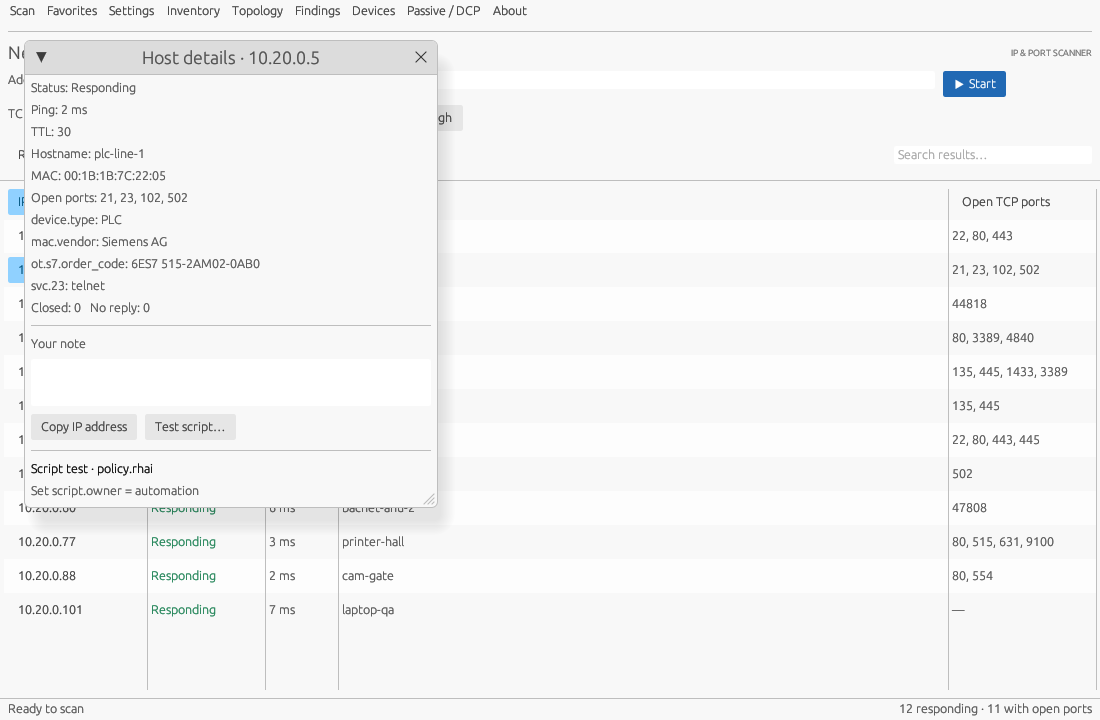 Scan Favorites Settings Inventory Topology Findings Devices Passive / DCP About
IP & PORT SCANNER
▶ Start
Search results…
Host details · 10.20.0.5
Status: Responding
Ping: 2 ms
TTL: 30
Hostname: plc-line-1
MAC: 00:1B:1B:7C:22:05
Open ports: 21, 23, 102, 502
device.type: PLC
mac.vendor: Siemens AG
ot.s7.order_code: 6ES7 515-2AM02-0AB0
svc.23: telnet
Closed: 0 No reply: 0
Your note
Copy IP address Test script…
Script test · policy.rhai
Set script.owner = automation
Open TCP ports
22, 80, 443
21, 23, 102, 502
44818
80, 3389, 4840
135, 445, 1433, 3389
135, 445
22, 80, 443, 445
502
47808
10.20.0.77 Responding 3 ms printer-hall 80, 515, 631, 9100
10.20.0.88 Responding 2 ms cam-gate 80, 554
10.20.0.101 Responding 7 ms laptop-qa —
Ready to scan 12 responding · 11 with open ports